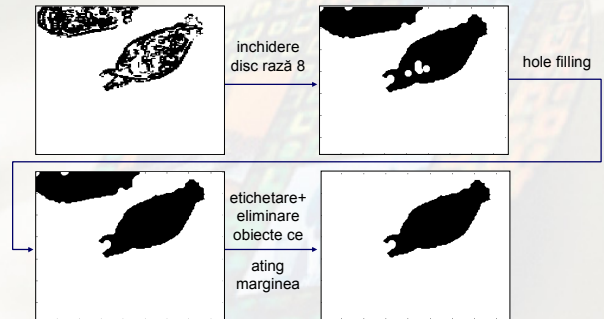 inchidere
disc rază 8
hole filling
etichetare+
eliminare
obiecte ce
ating
marginea